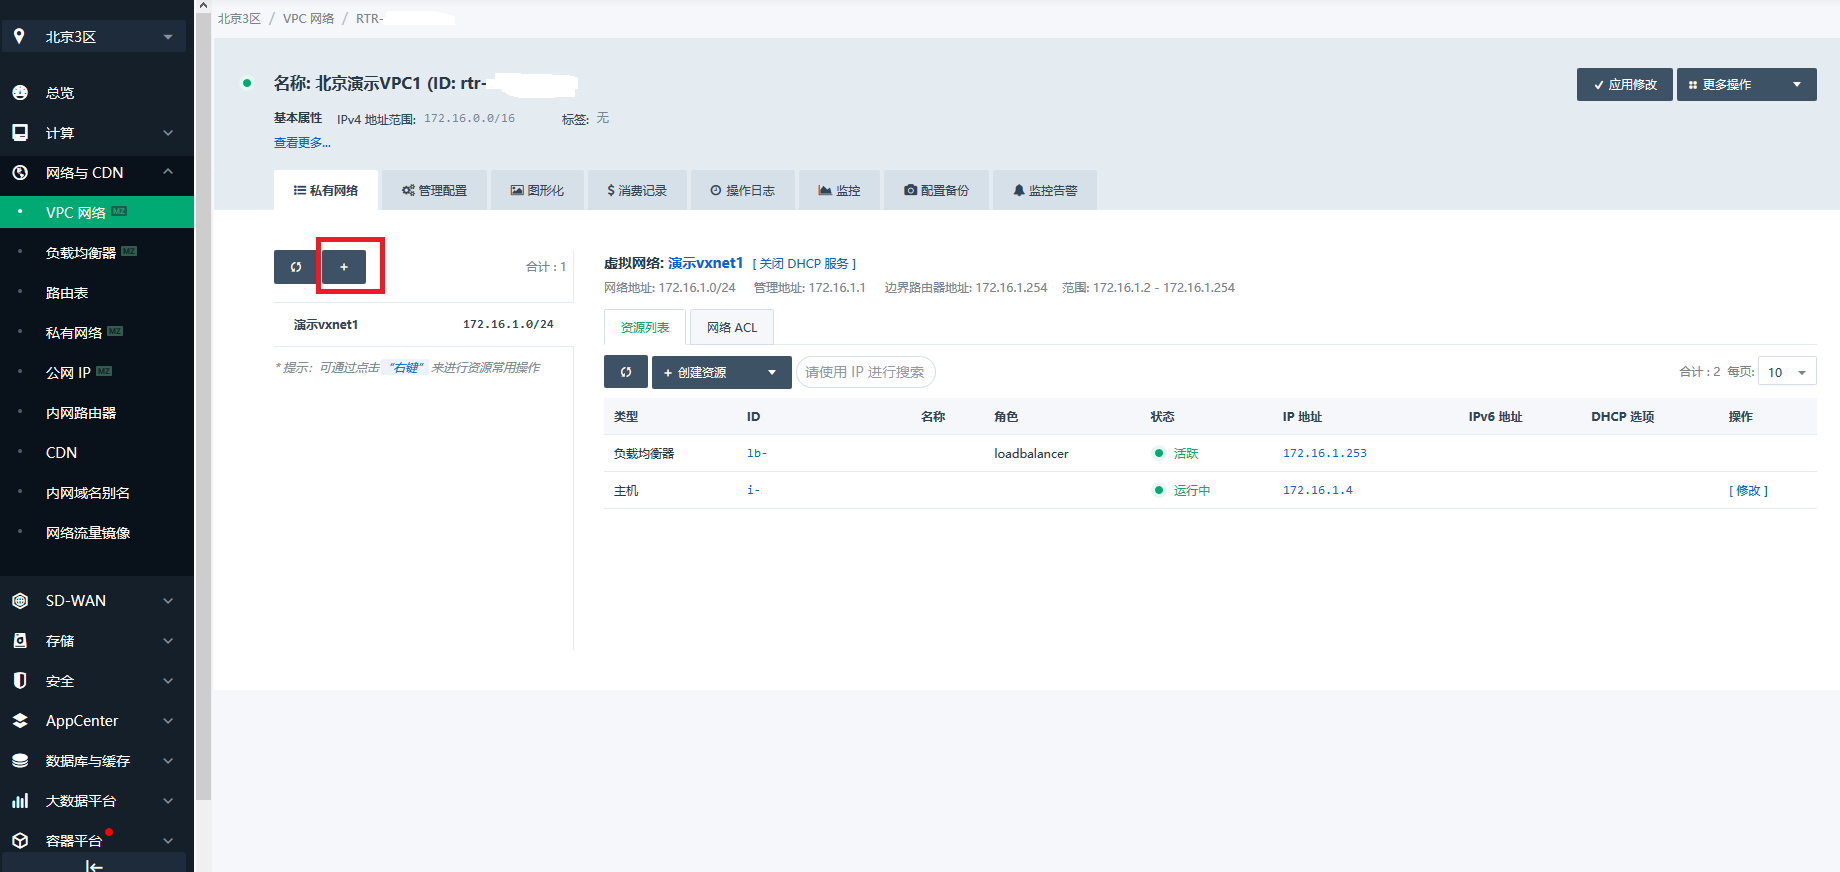 北京3区
总览
计算
网络与 CDN
VPC 网络 MZ
负载均衡器 MZ
路由表
私有网络 MZ
公网 IP MZ
内网路由器
CDN
内网域名别名
网络流量镜像
SD-WAN
存储
安全
AppCenter
数据库与缓存
大数据平台
容器平台
北京3区 / VPC 网络 / RTR-
名称: 北京演示VPC1 (ID: rtr-
应用修改
更多操作
基本属性 IPv4 地址范围: 172.16.0.0/16 标签: 无
查看更多...
私有网络
管理配置
图形化
消费记录
操作日志
监控
配置备份
监控告警
合计 : 1
演示vxnet1 172.16.1.0/24
* 提示: 可通过点击 “右键” 来进行资源常用操作
虚拟网络: 演示vxnet1 [ 关闭 DHCP 服务 ]
网络地址: 172.16.1.0/24 管理地址: 172.16.1.1 边界路由器地址: 172.16.1.254 范围: 172.16.1.2 - 172.16.1.254
资源列表
网络 ACL
+ 创建资源
请使用 IP 进行搜索
合计 : 2 每页: 10
类型 ID 名称 角色 状态 IP 地址 IPv6 地址 DHCP 选项 操作
负载均衡器 lb- loadbalancer 活跃 172.16.1.253
主机 i- 运行中 172.16.1.4 [ 修改 ]